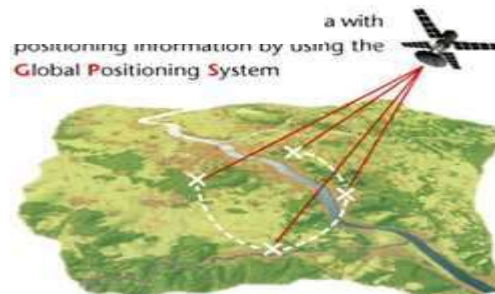 a with
positioning information by using the
Global Positioning System